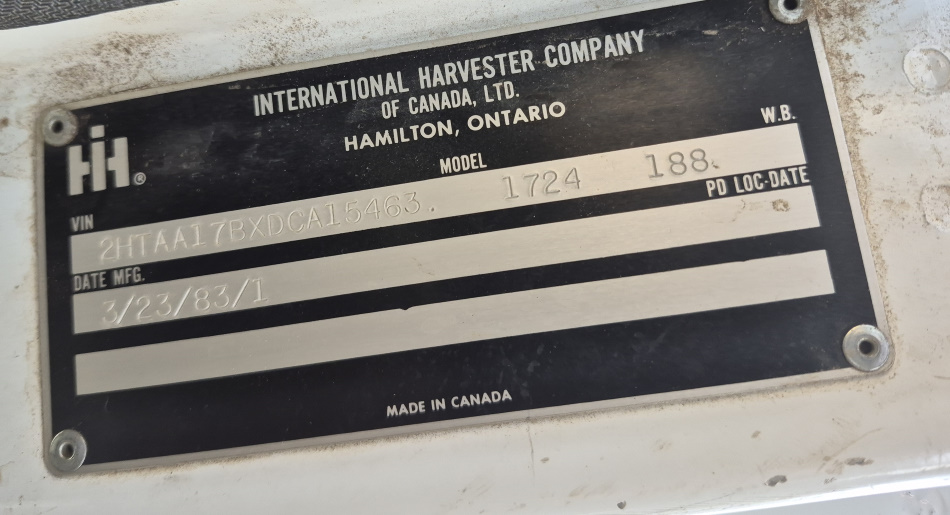 INTERNATIONAL HARVESTER COMPANY
OF CANADA, LTD.
HAMILTON, ONTARIO
IH®
MODEL W.B.
VIN
2HTAA17BXDCA15463. 1724 188.
PD LOC-DATE
DATE MFG.
3/23/83/1
MADE IN CANADA